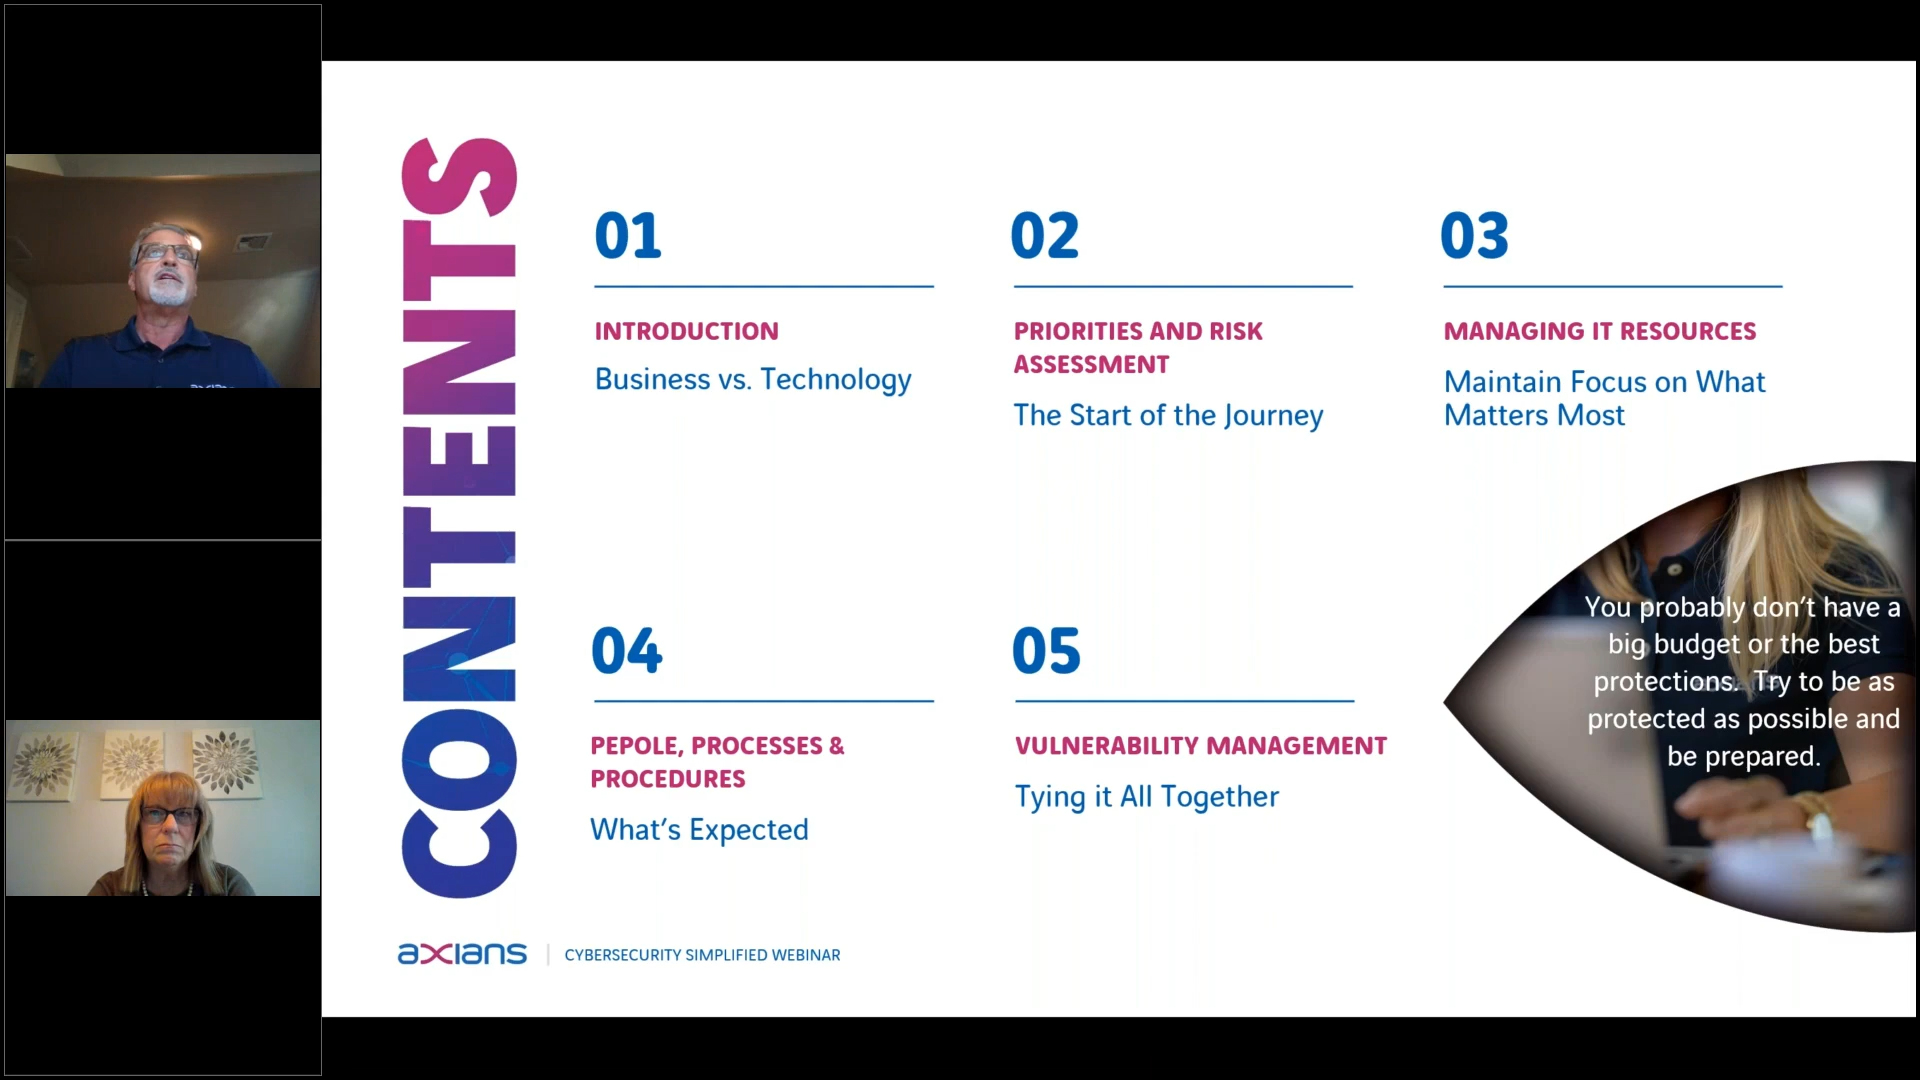 CONTENTS
01
INTRODUCTION
Business vs. Technology
02
PRIORITIES AND RISK
ASSESSMENT
The Start of the Journey
03
MANAGING IT RESOURCES
Maintain Focus on What
Matters Most
04
PEPOLE, PROCESSES &
PROCEDURES
What's Expected
05
VULNERABILITY MANAGEMENT
Tying it All Together
You probably don't have a
big budget or the best
protections. Try to be as
protected as possible and
be prepared.
axians
CYBERSECURITY SIMPLIFIED WEBINAR